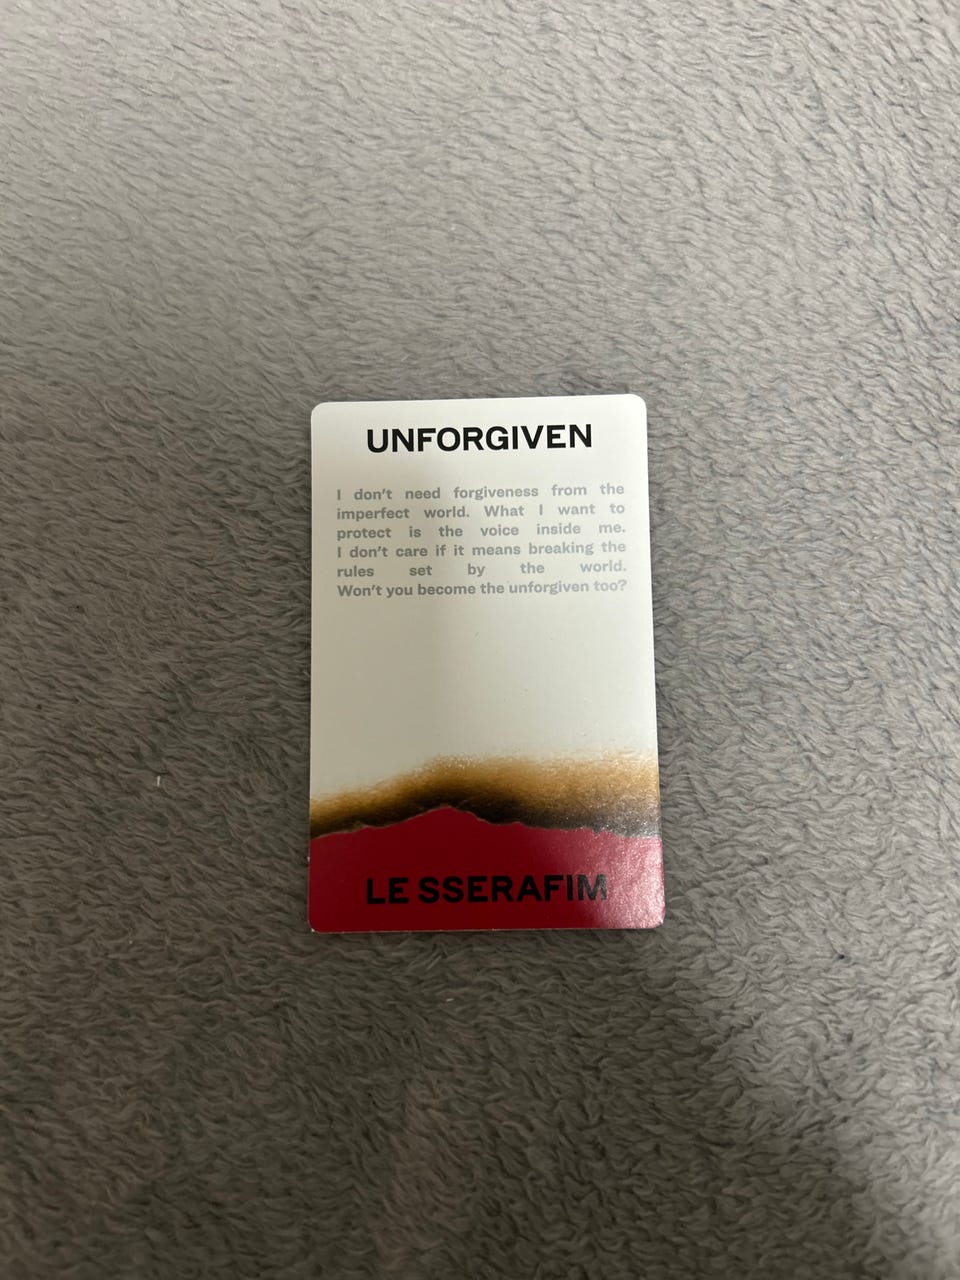 UNFORGIVEN
I don't need forgiveness from the
imperfect world. What I want to
protect is the voice inside me.
I don't care if it means breaking the
rules set by the world.
Won't you become the unforgiven too?
LE SSERAFIM